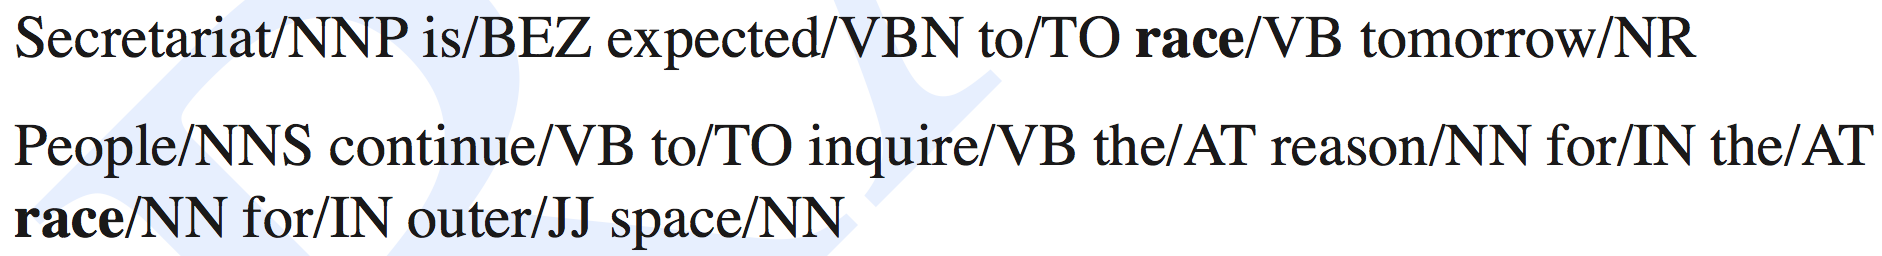 Secretariat/NNP is/BEZ expected/VBN to/TO race/VB tomorrow/NR
People/NNS continue/VB to/TO inquire/VB the/AT reason/NN for/IN the/AT
race/NN for/IN outer/JJ space/NN